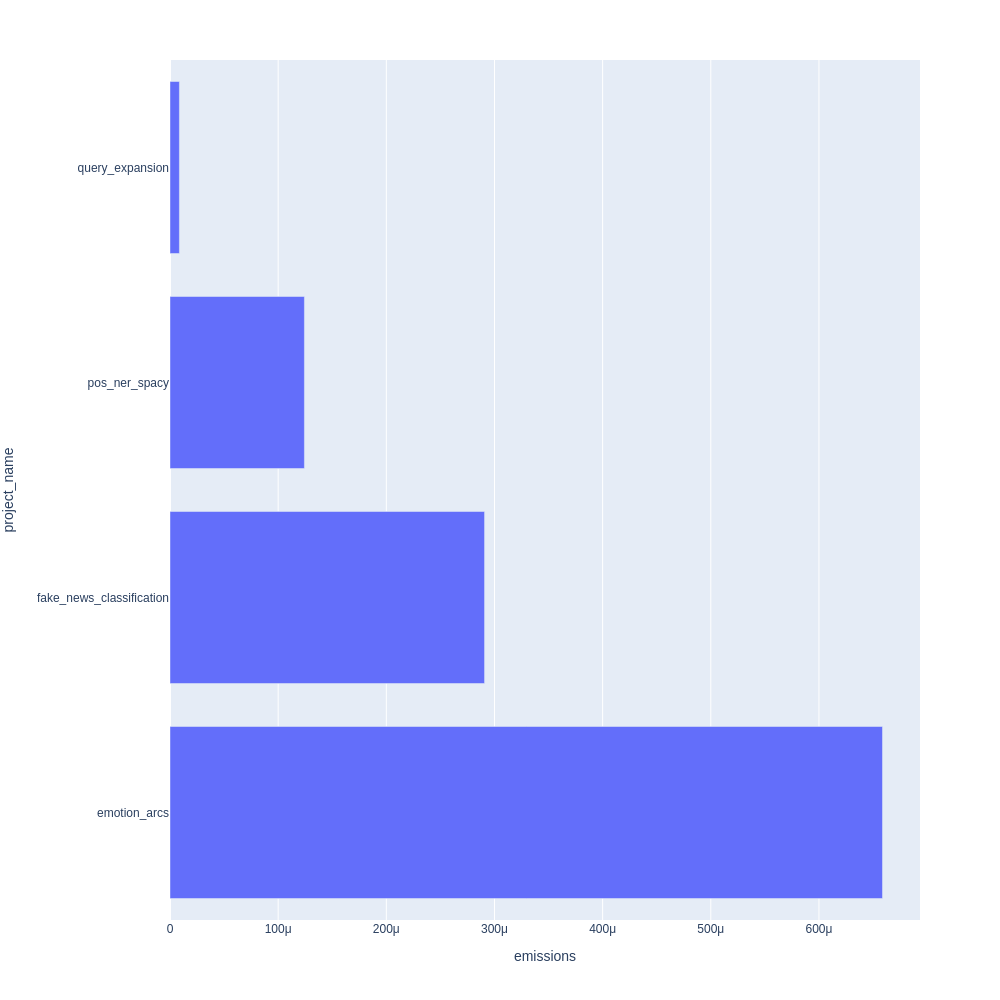 project_name
query_expansion
pos_ner_spacy
fake_news_classification
emotion_arcs
0 100μ 200μ 300μ 400μ 500μ 600μ
emissions